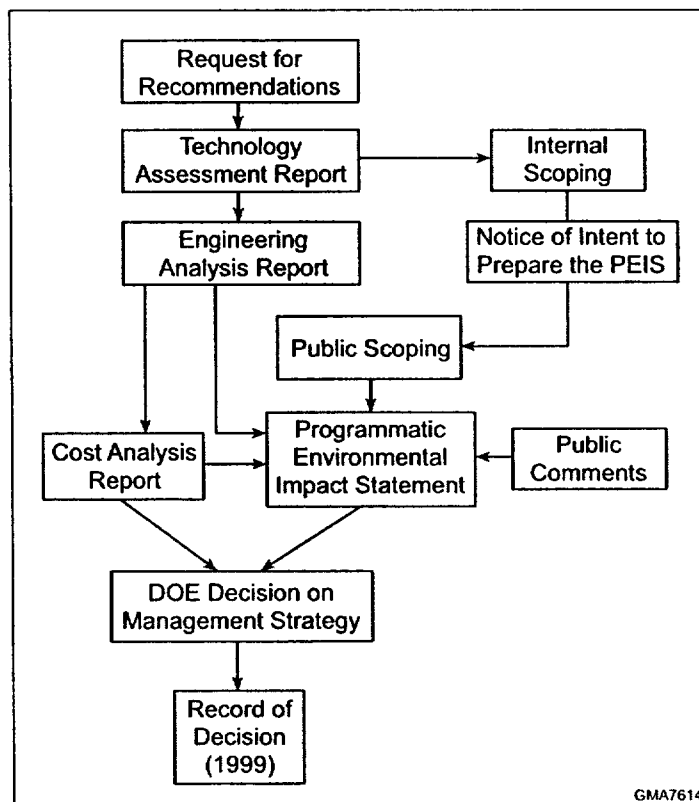 Request for
Recommendations
Technology
Assessment Report
Internal
Scoping
Engineering
Analysis Report
Notice of Intent to
Prepare the PEIS
Public Scoping
Cost Analysis
Report
Programmatic
Environmental
Impact Statement
Public
Comments
DOE Decision on
Management Strategy
Record of
Decision
(1999)
GMA7614